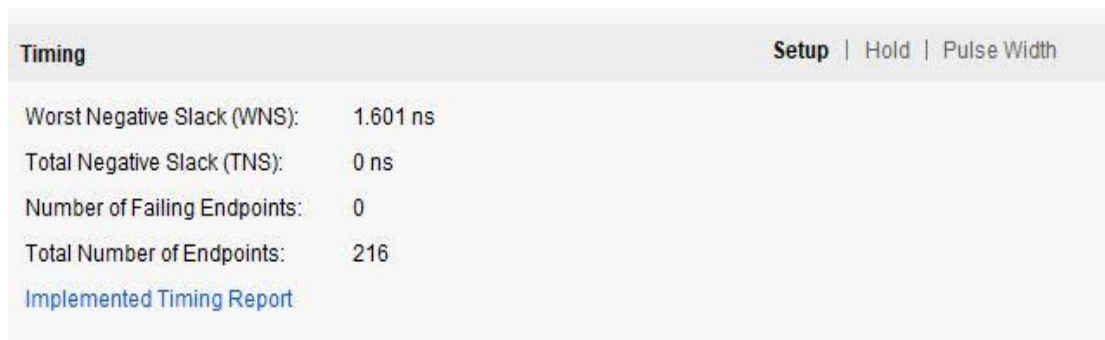 Timing Setup | Hold | Pulse Width
Worst Negative Slack (WNS): 1.601 ns
Total Negative Slack (TNS): 0 ns
Number of Failing Endpoints: 0
Total Number of Endpoints: 216
Implemented Timing Report